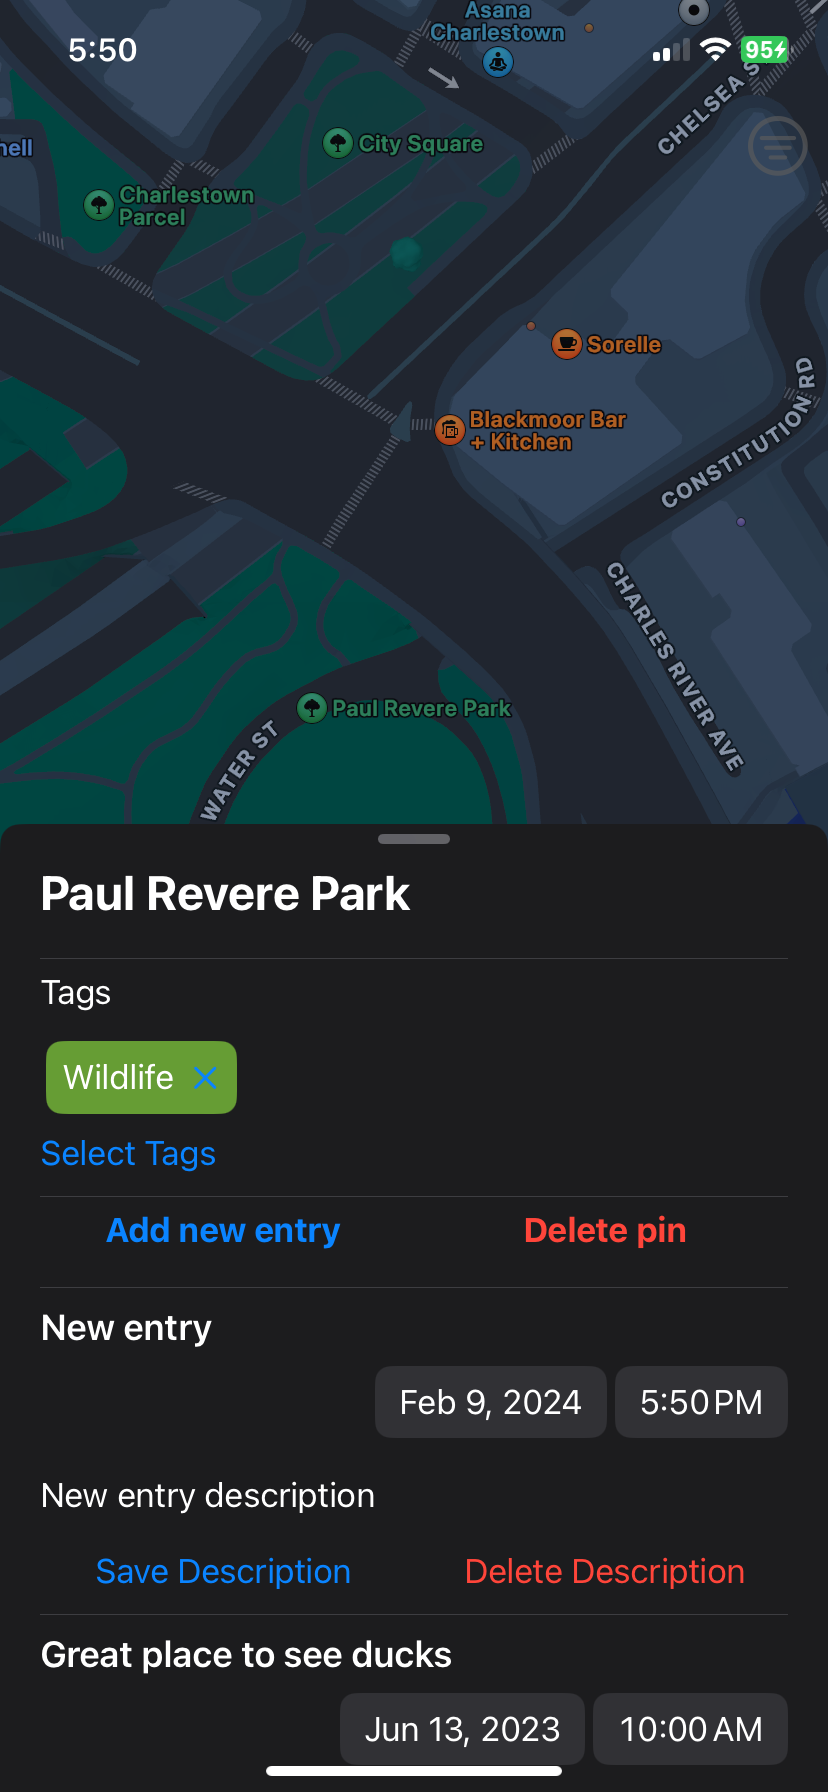 Asana
Charlestown
5:50
95
CHELSEA S
City Square
hell
Charlestown
Parcel
Sorelle
Blackmoor Bar
+ Kitchen
CONSTITUTION RD
CHARLES RIVER AVE
Paul Revere Park
WATER ST
Paul Revere Park
Tags
Wildlife
Select Tags
Add new entry
Delete pin
New entry
Feb 9, 2024
5:50 PM
New entry description
Save Description
Delete Description
Great place to see ducks
Jun 13, 2023
10:00 AM